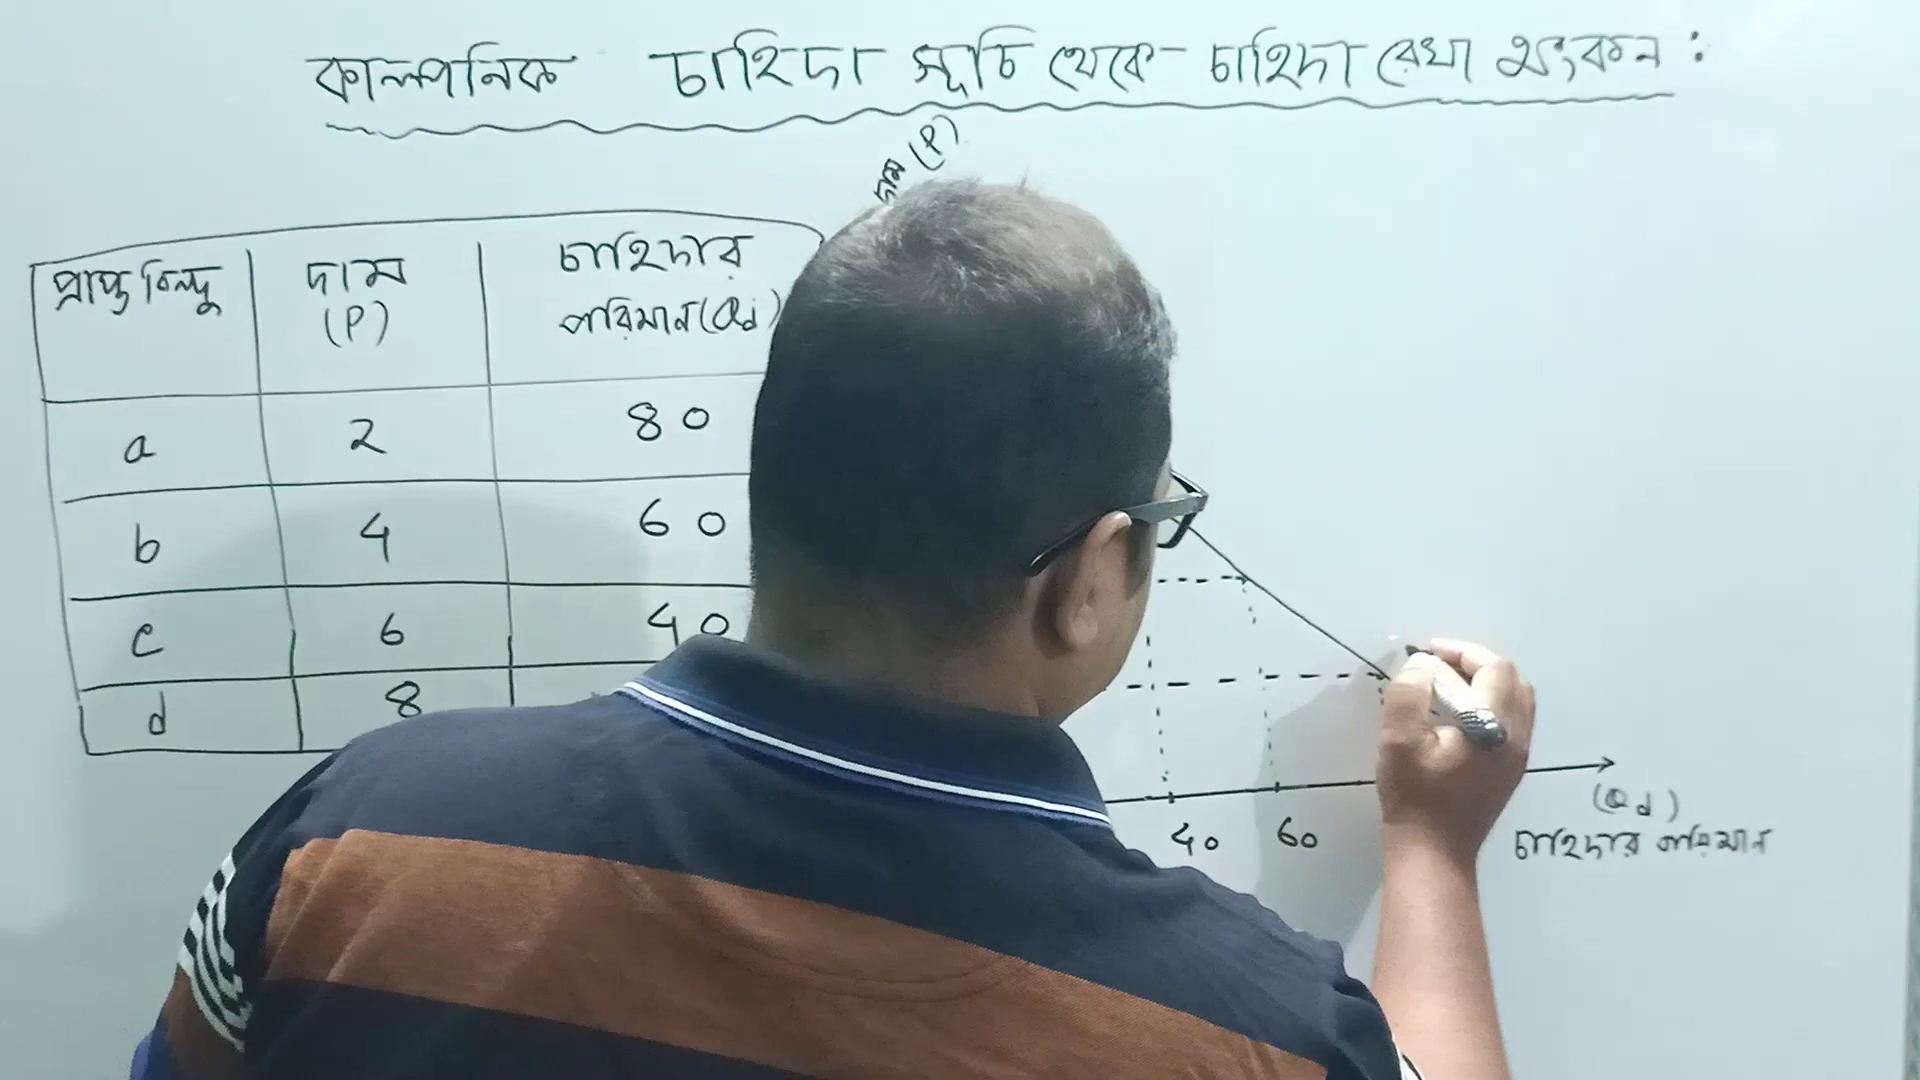 কাল্পনিক চাহিদা সূচি থেকে চাহিদা রেখা অংকন :
দাম (P)
প্রাপ্ত বিন্দু দাম (P) চাহিদার পরিমান (Qd)
a 2 80
b 4 60
c 6 40
d 8
40 60
(Qd)
চাহিদার পরিমান